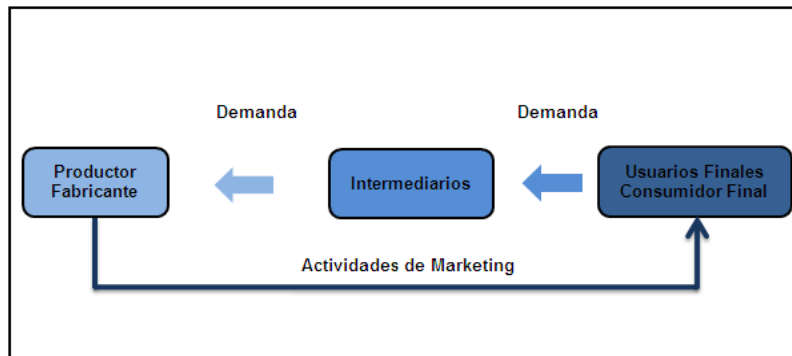 Demanda
Demanda
Productor
Fabricante
Intermediarios
Usuarios Finales
Consumidor Final
Actividades de Marketing